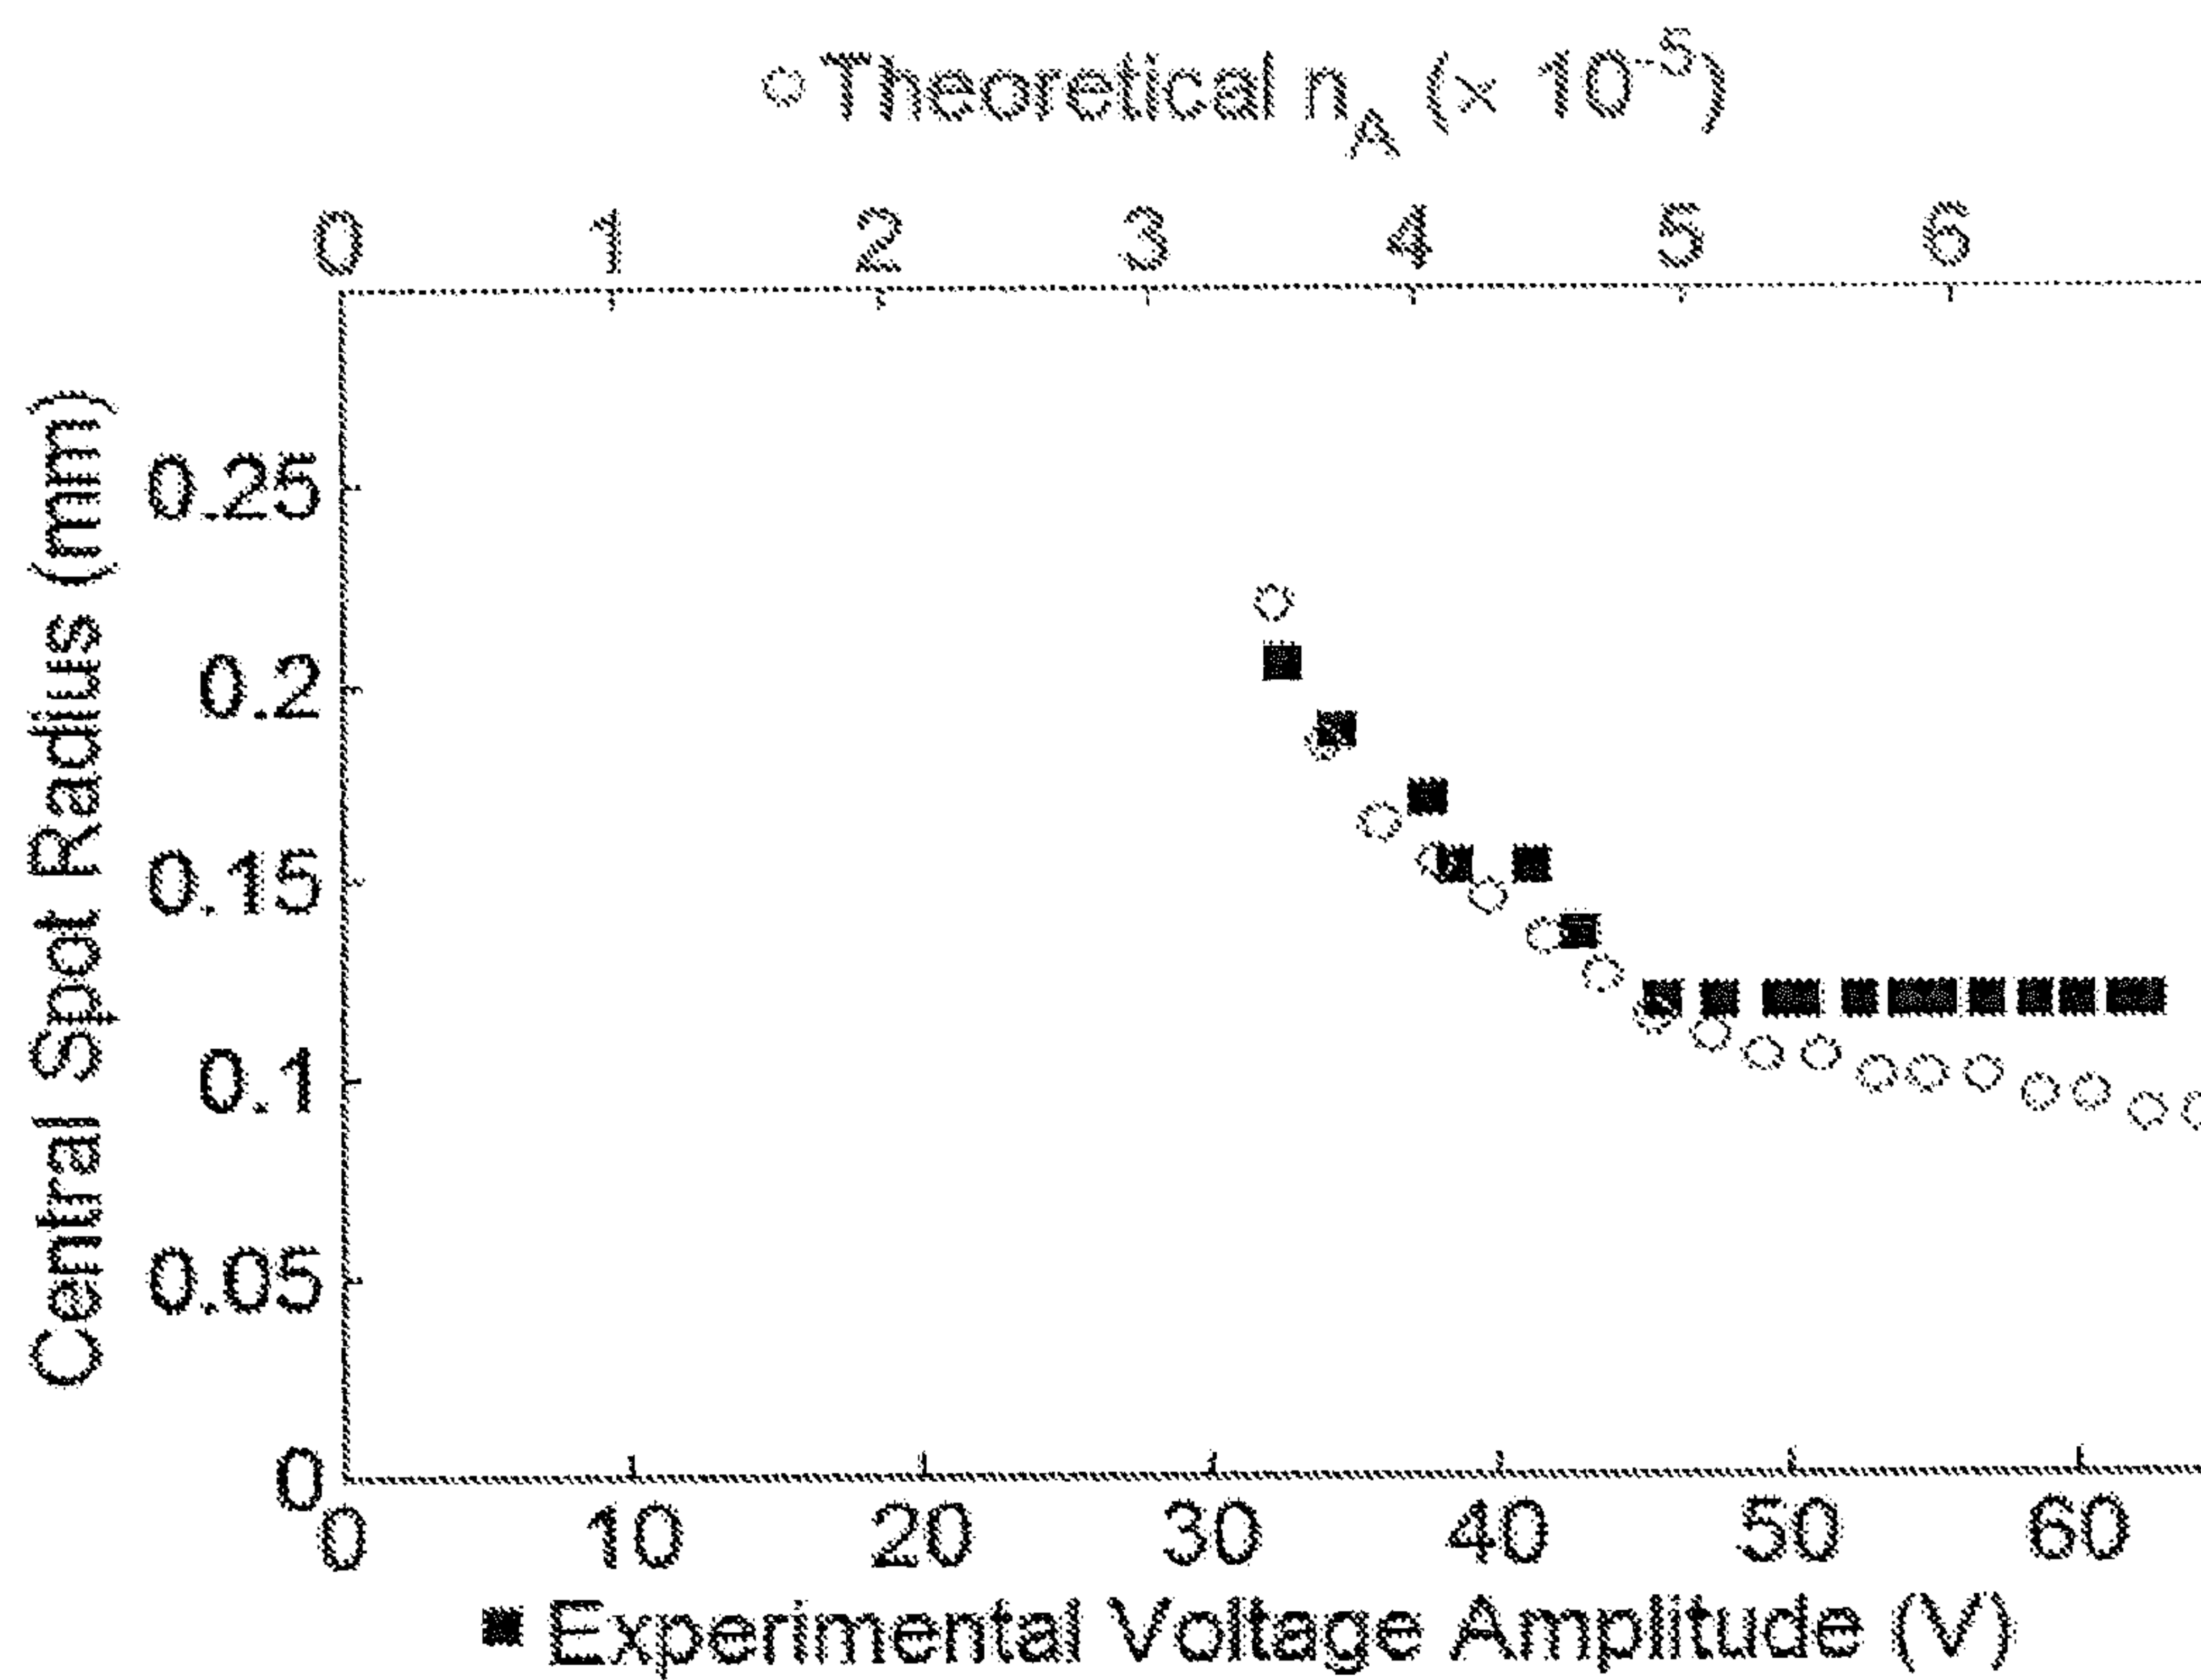 Theoretical n_A (× 10^-5)
0 1 2 3 4 5 6
Central Spot Radius (mm)
0.25
0.2
0.15
0.1
0.05
0
0 10 20 30 40 50 60
Experimental Voltage Amplitude (V)